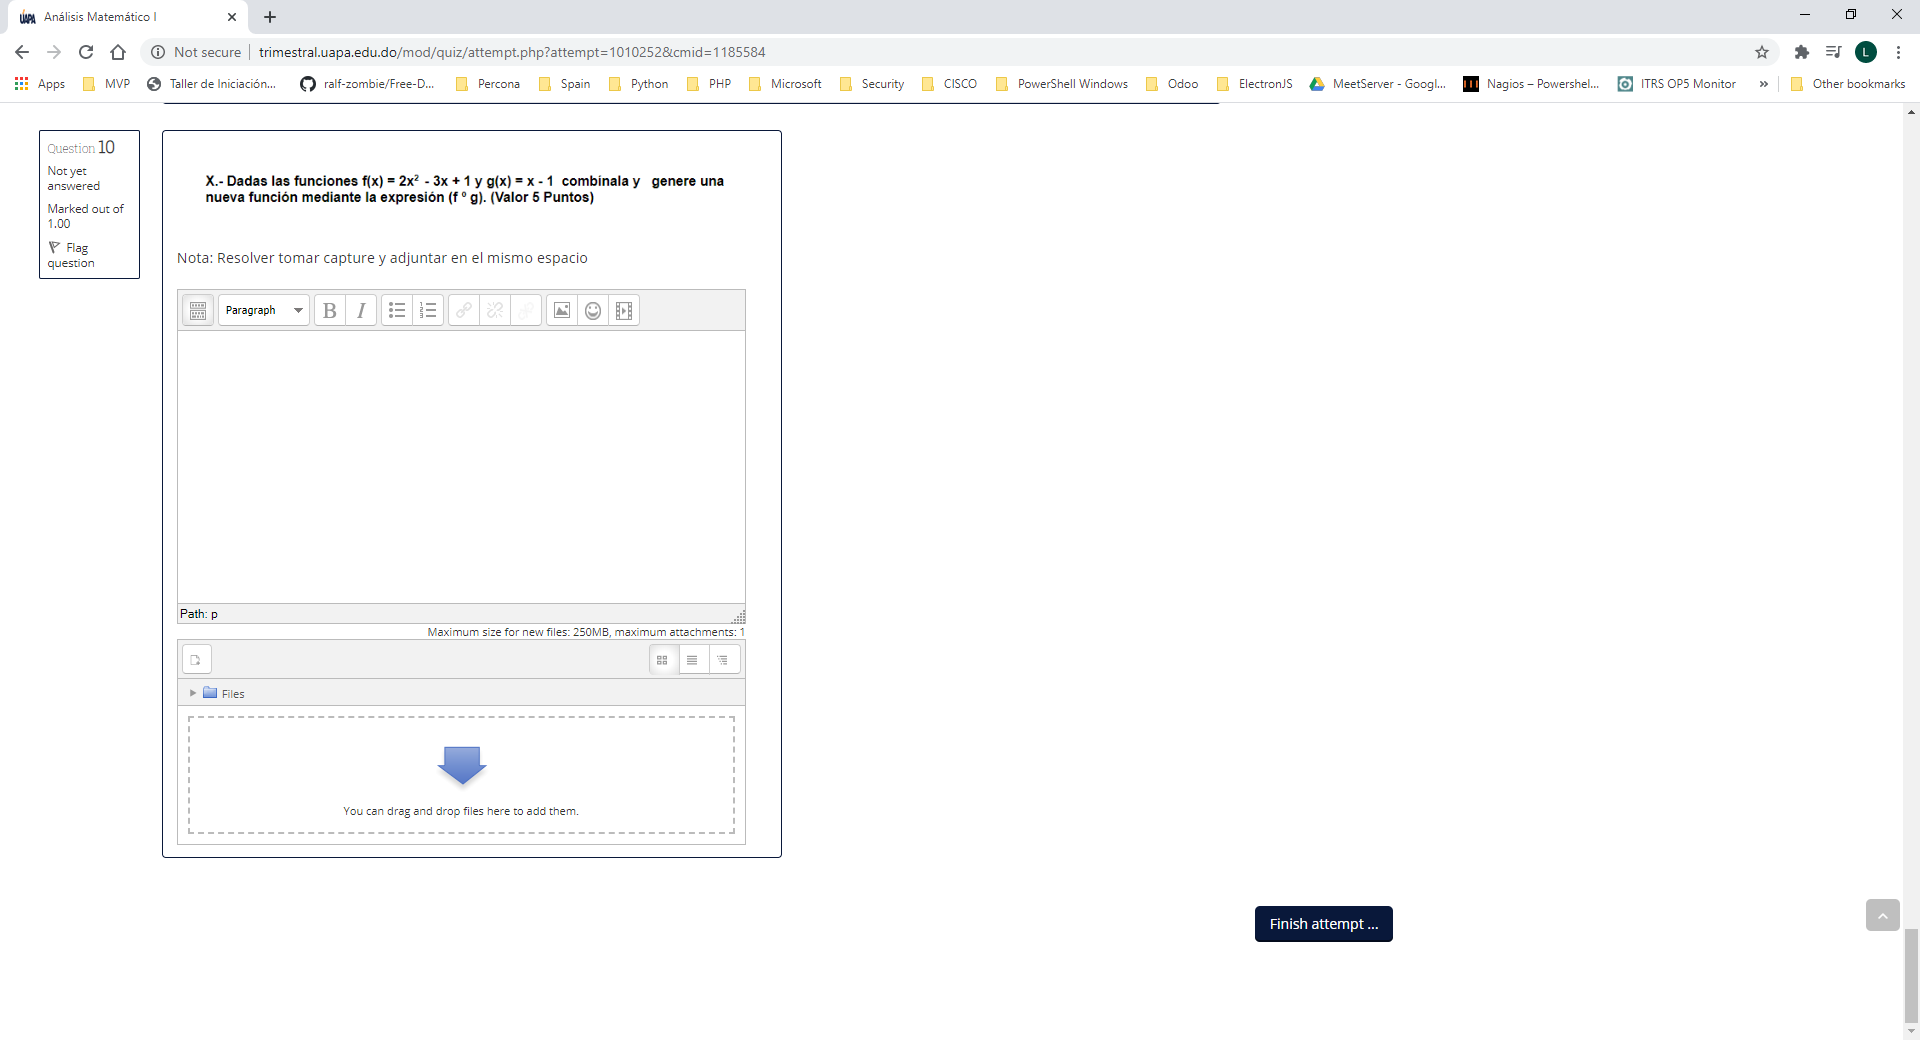 UAPA Análisis Matemático I
Not secure trimestral.uapa.edu.do/mod/quiz/attempt.php?attempt=1010252&cmid=1185584 L
Apps MVP Taller de Iniciación... ralf-zombie/Free-D... Percona Spain Python PHP Microsoft Security CISCO PowerShell Windows Odoo ElectronJS MeetServer - Googl... Nagios – Powershel... ITRS OP5 Monitor » Other bookmarks
Question 10
Not yet
answered
Marked out of
1.00
Flag
question
X.- Dadas las funciones f(x) = 2x² - 3x + 1 y g(x) = x - 1 combinala y genere una
nueva función mediante la expresión (f º g). (Valor 5 Puntos)
Nota: Resolver tomar capture y adjuntar en el mismo espacio
Paragraph B I
Path: p
Maximum size for new files: 250MB, maximum attachments: 1
Files
You can drag and drop files here to add them.
Finish attempt ...